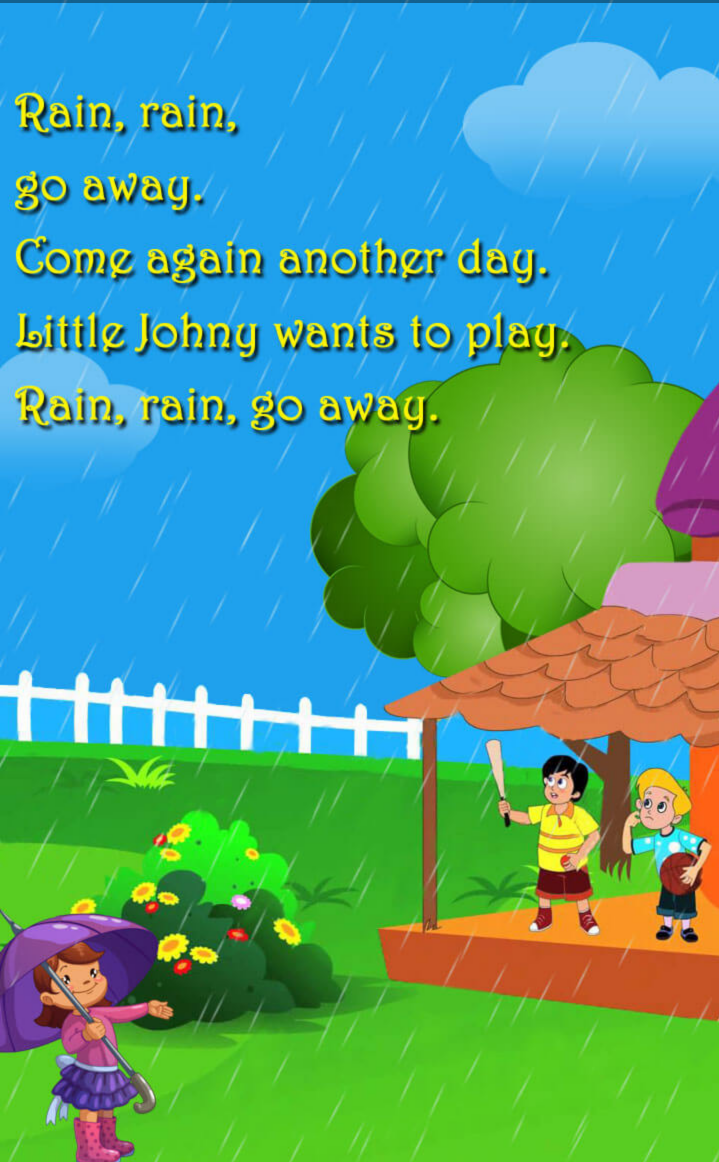 Rain, rain,
go away.
Come again another day.
Little Johny wants to play.
Rain, rain, go away.